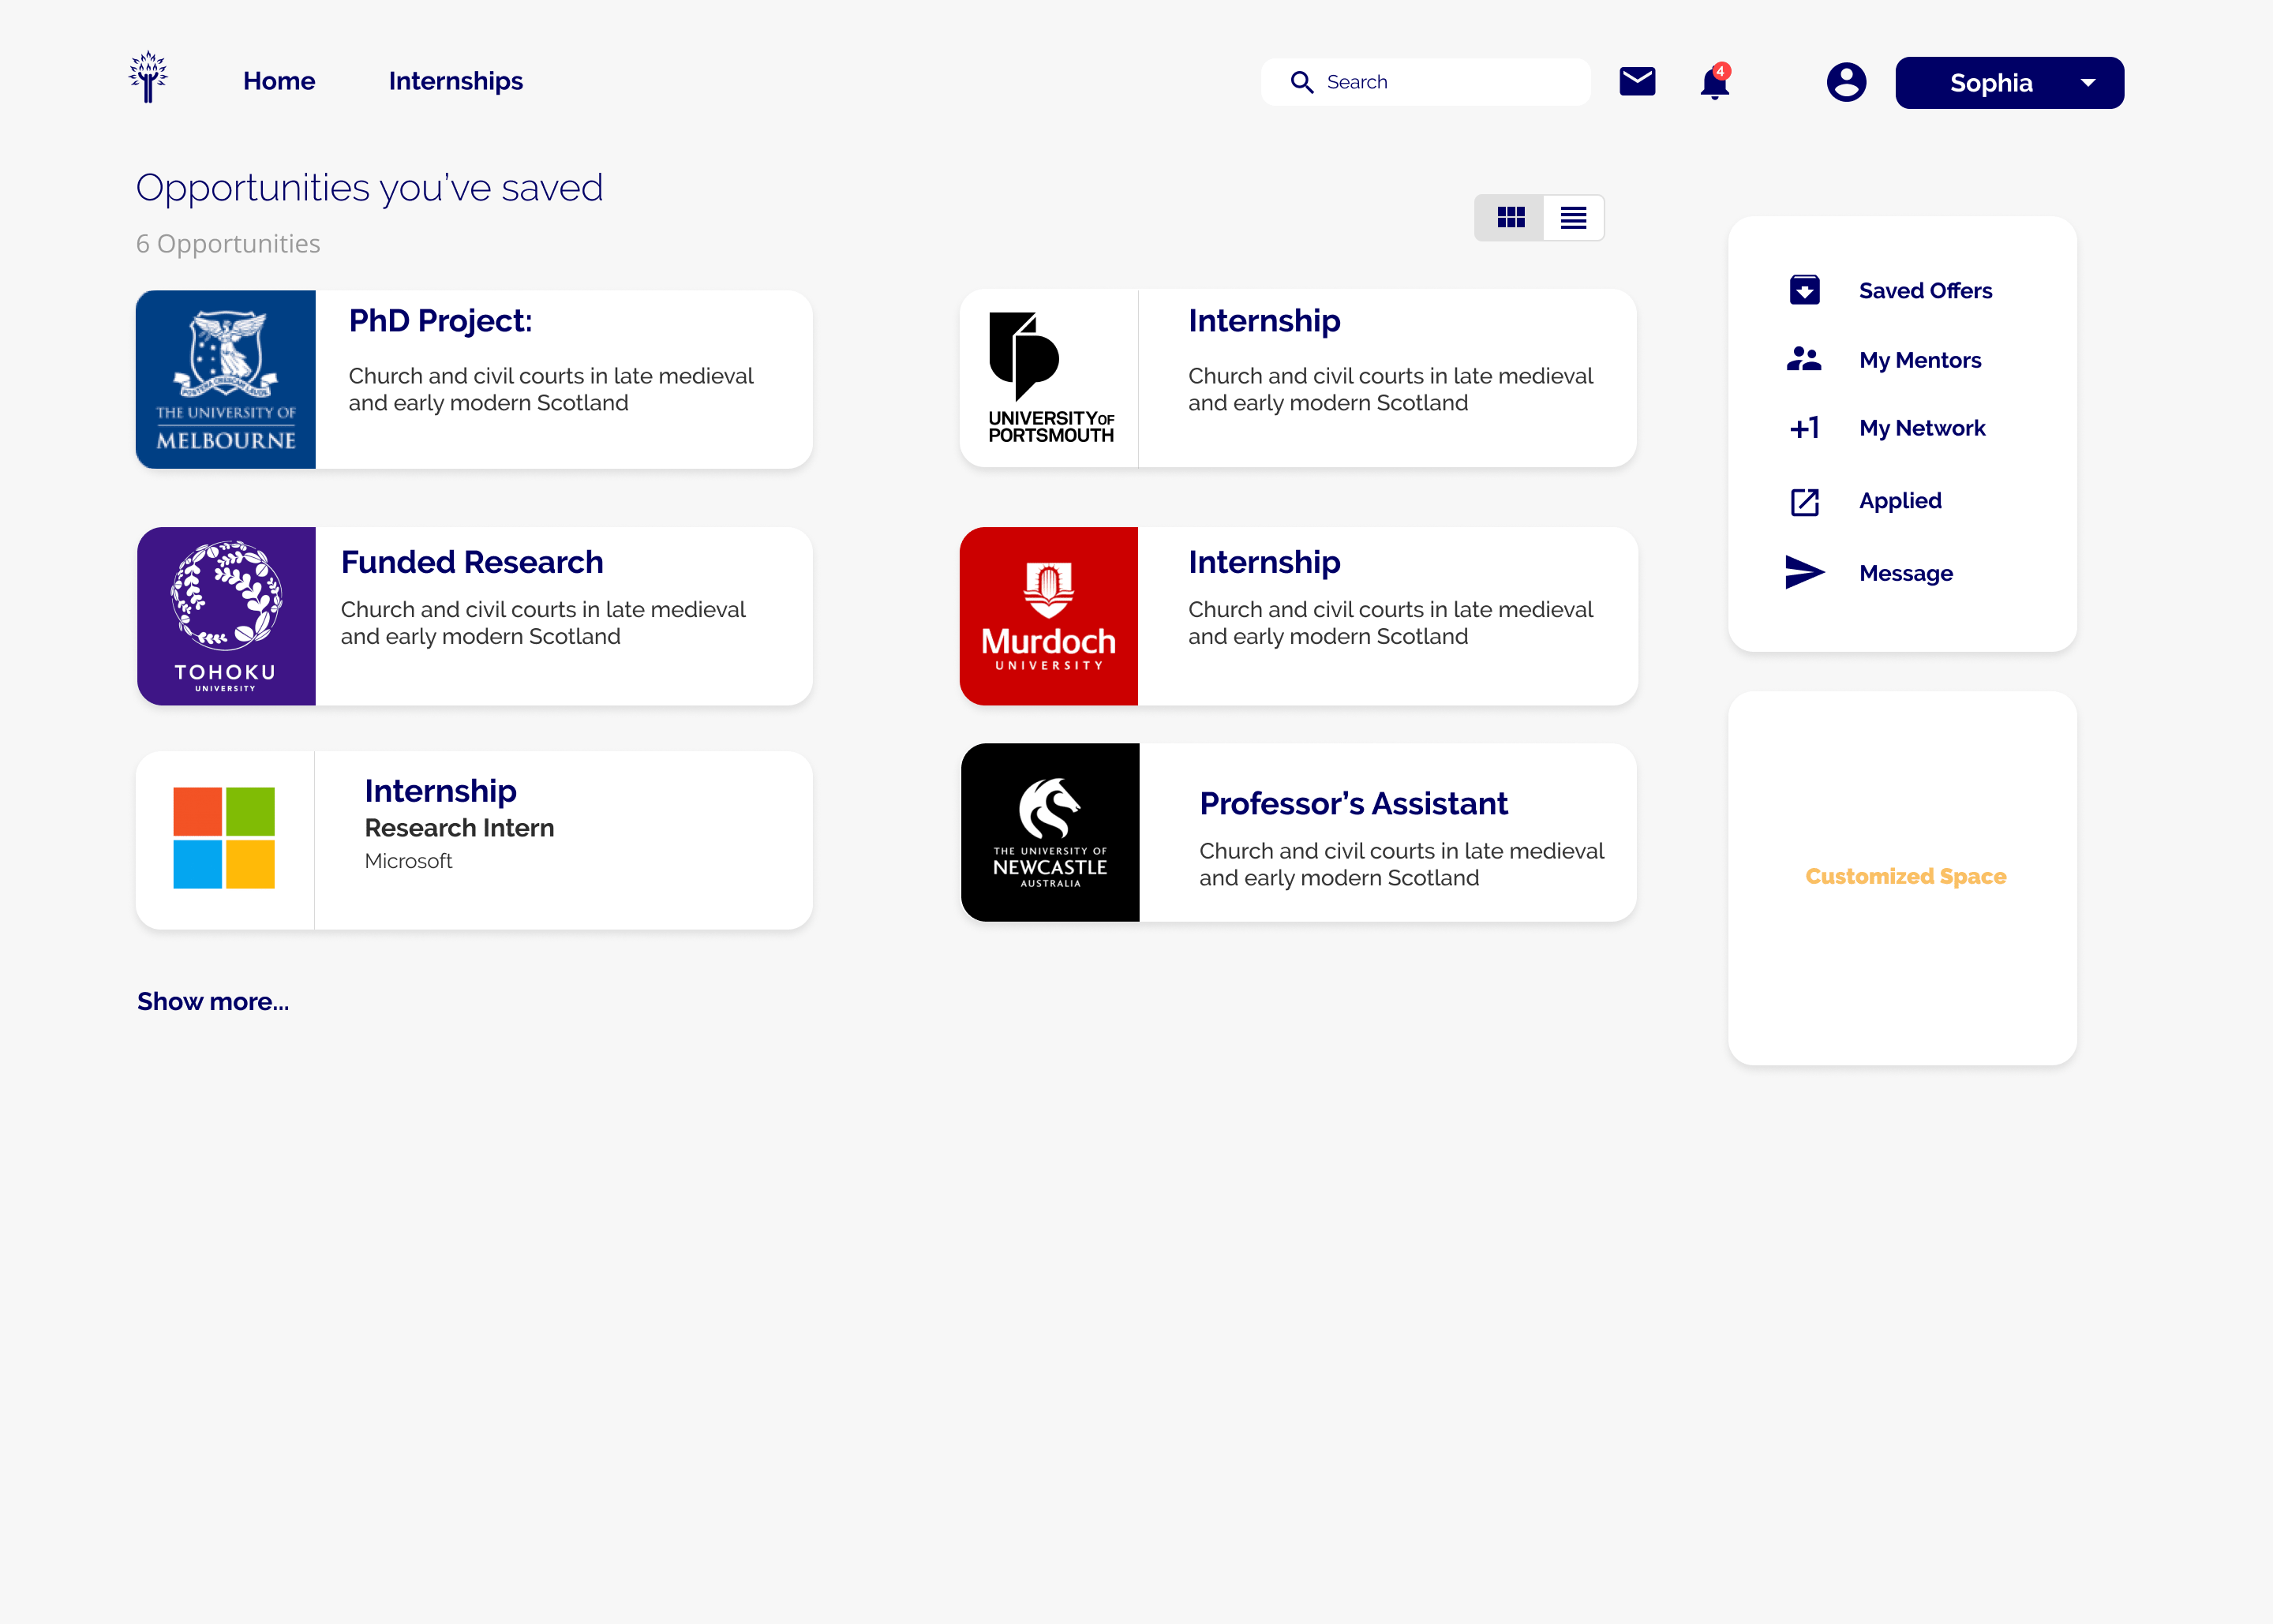 Home
Internships
Search
4
Sophia
Opportunities you’ve saved
6 Opportunities
THE UNIVERSITY OF
MELBOURNE
PhD Project:
Church and civil courts in late medieval
and early modern Scotland
UNIVERSITY OF
PORTSMOUTH
Internship
Church and civil courts in late medieval
and early modern Scotland
TOHOKU
UNIVERSITY
Funded Research
Church and civil courts in late medieval
and early modern Scotland
Murdoch
UNIVERSITY
Internship
Church and civil courts in late medieval
and early modern Scotland
Internship
Research Intern
Microsoft
THE UNIVERSITY OF
NEWCASTLE
AUSTRALIA
Professor’s Assistant
Church and civil courts in late medieval
and early modern Scotland
Show more...
Saved Offers
My Mentors
+1 My Network
Applied
Message
Customized Space